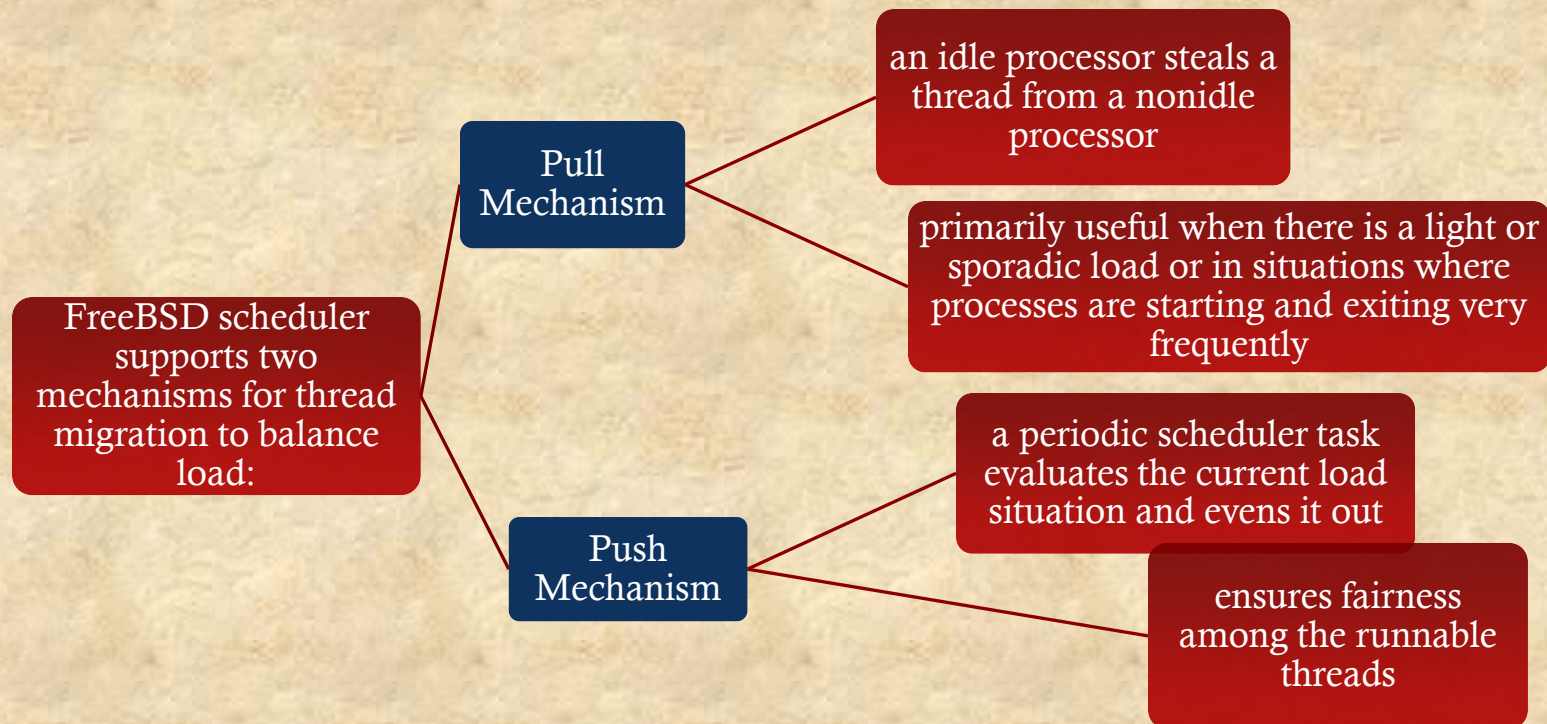 FreeBSD scheduler
supports two
mechanisms for thread
migration to balance
load:
Pull
Mechanism
an idle processor steals a
thread from a nonidle
processor
primarily useful when there is a light or
sporadic load or in situations where
processes are starting and exiting very
frequently
Push
Mechanism
a periodic scheduler task
evaluates the current load
situation and evens it out
ensures fairness
among the runnable
threads